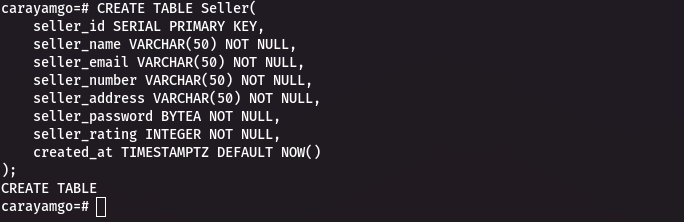 carayamgo=# CREATE TABLE Seller(
    seller_id SERIAL PRIMARY KEY,
    seller_name VARCHAR(50) NOT NULL,
    seller_email VARCHAR(50) NOT NULL,
    seller_number VARCHAR(50) NOT NULL,
    seller_address VARCHAR(50) NOT NULL,
    seller_password BYTEA NOT NULL,
    seller_rating INTEGER NOT NULL,
    created_at TIMESTAMPTZ DEFAULT NOW()
);
CREATE TABLE
carayamgo=#